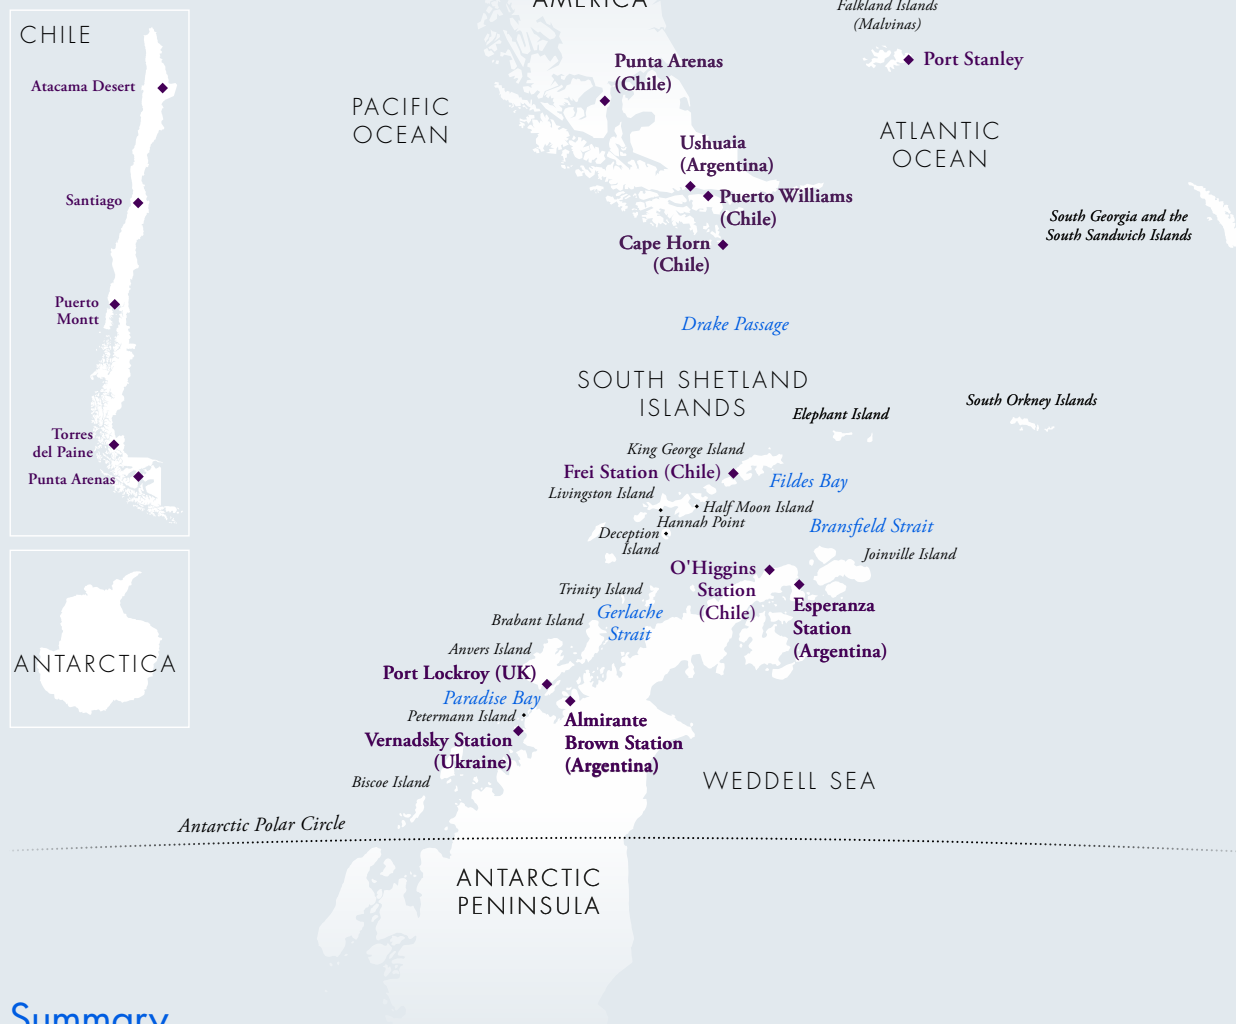 AMERICA
Falkland Islands
(Malvinas)
CHILE
Atacama Desert
Santiago
Puerto
Montt
Torres
del Paine
Punta Arenas
ANTARCTICA
Punta Arenas
(Chile)
Port Stanley
PACIFIC
OCEAN
ATLANTIC
OCEAN
Ushuaia
(Argentina)
Puerto Williams
(Chile)
Cape Horn
(Chile)
South Georgia and the
South Sandwich Islands
Drake Passage
SOUTH SHETLAND
ISLANDS
Elephant Island
South Orkney Islands
King George Island
Frei Station (Chile)
Fildes Bay
Livingston Island
Half Moon Island
Hannah Point
Deception
Island
Bransfield Strait
Joinville Island
O'Higgins
Station
(Chile)
Esperanza
Station
(Argentina)
Trinity Island
Gerlache
Strait
Brabant Island
Anvers Island
Port Lockroy (UK)
Paradise Bay
Petermann Island
Almirante
Brown Station
(Argentina)
Vernadsky Station
(Ukraine)
Biscoe Island
WEDDELL SEA
Antarctic Polar Circle
ANTARCTIC
PENINSULA
Summary